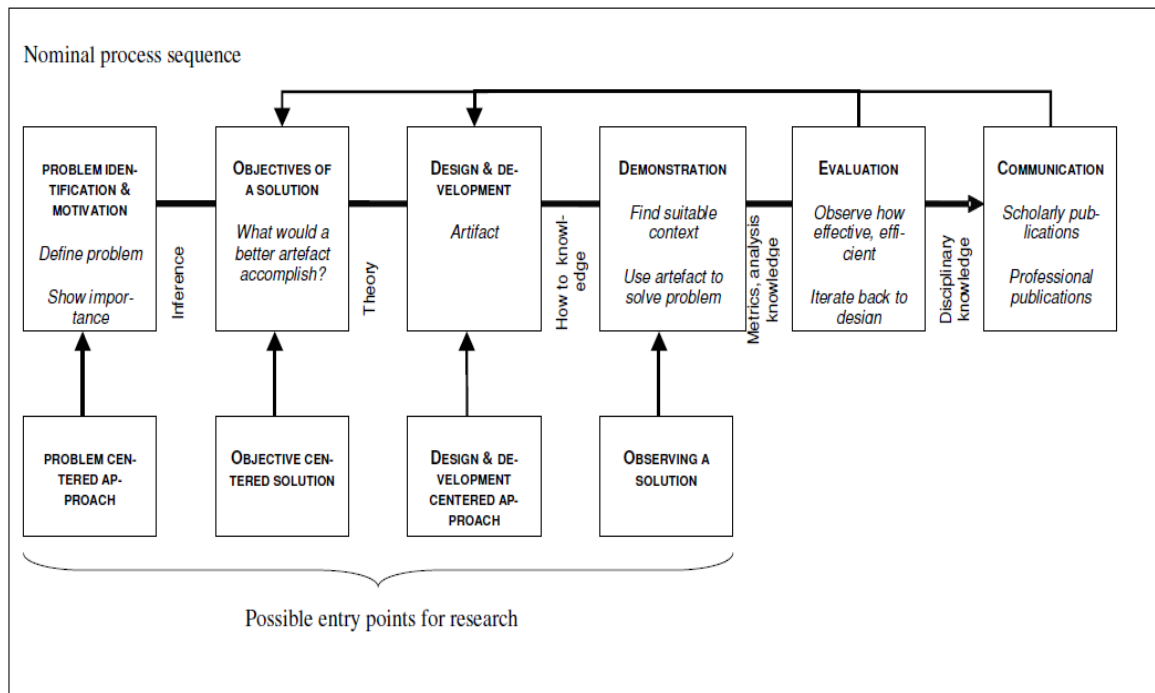 Nominal process sequence
PROBLEM IDEN-
TIFICATION &
MOTIVATION
Define problem
Show impor-
tance
Inference
OBJECTIVES OF
A SOLUTION
What would a
better artefact
accomplish?
Theory
DESIGN & DE-
VELOPMENT
Artifact
How to knowl-
edge
DEMONSTRATION
Find suitable
context
Use artefact to
solve problem
Metrics, analysis
knowledge
EVALUATION
Observe how
effective, effi-
cient
Iterate back to
design
Disciplinary
knowledge
COMMUNICATION
Scholarly pub-
lications
Professional
publications
PROBLEM CEN-
TERED AP-
PROACH
OBJECTIVE CEN-
TERED SOLUTION
DESIGN & DE-
VELOPMENT
CENTERED AP-
PROACH
OBSERVING A
SOLUTION
Possible entry points for research